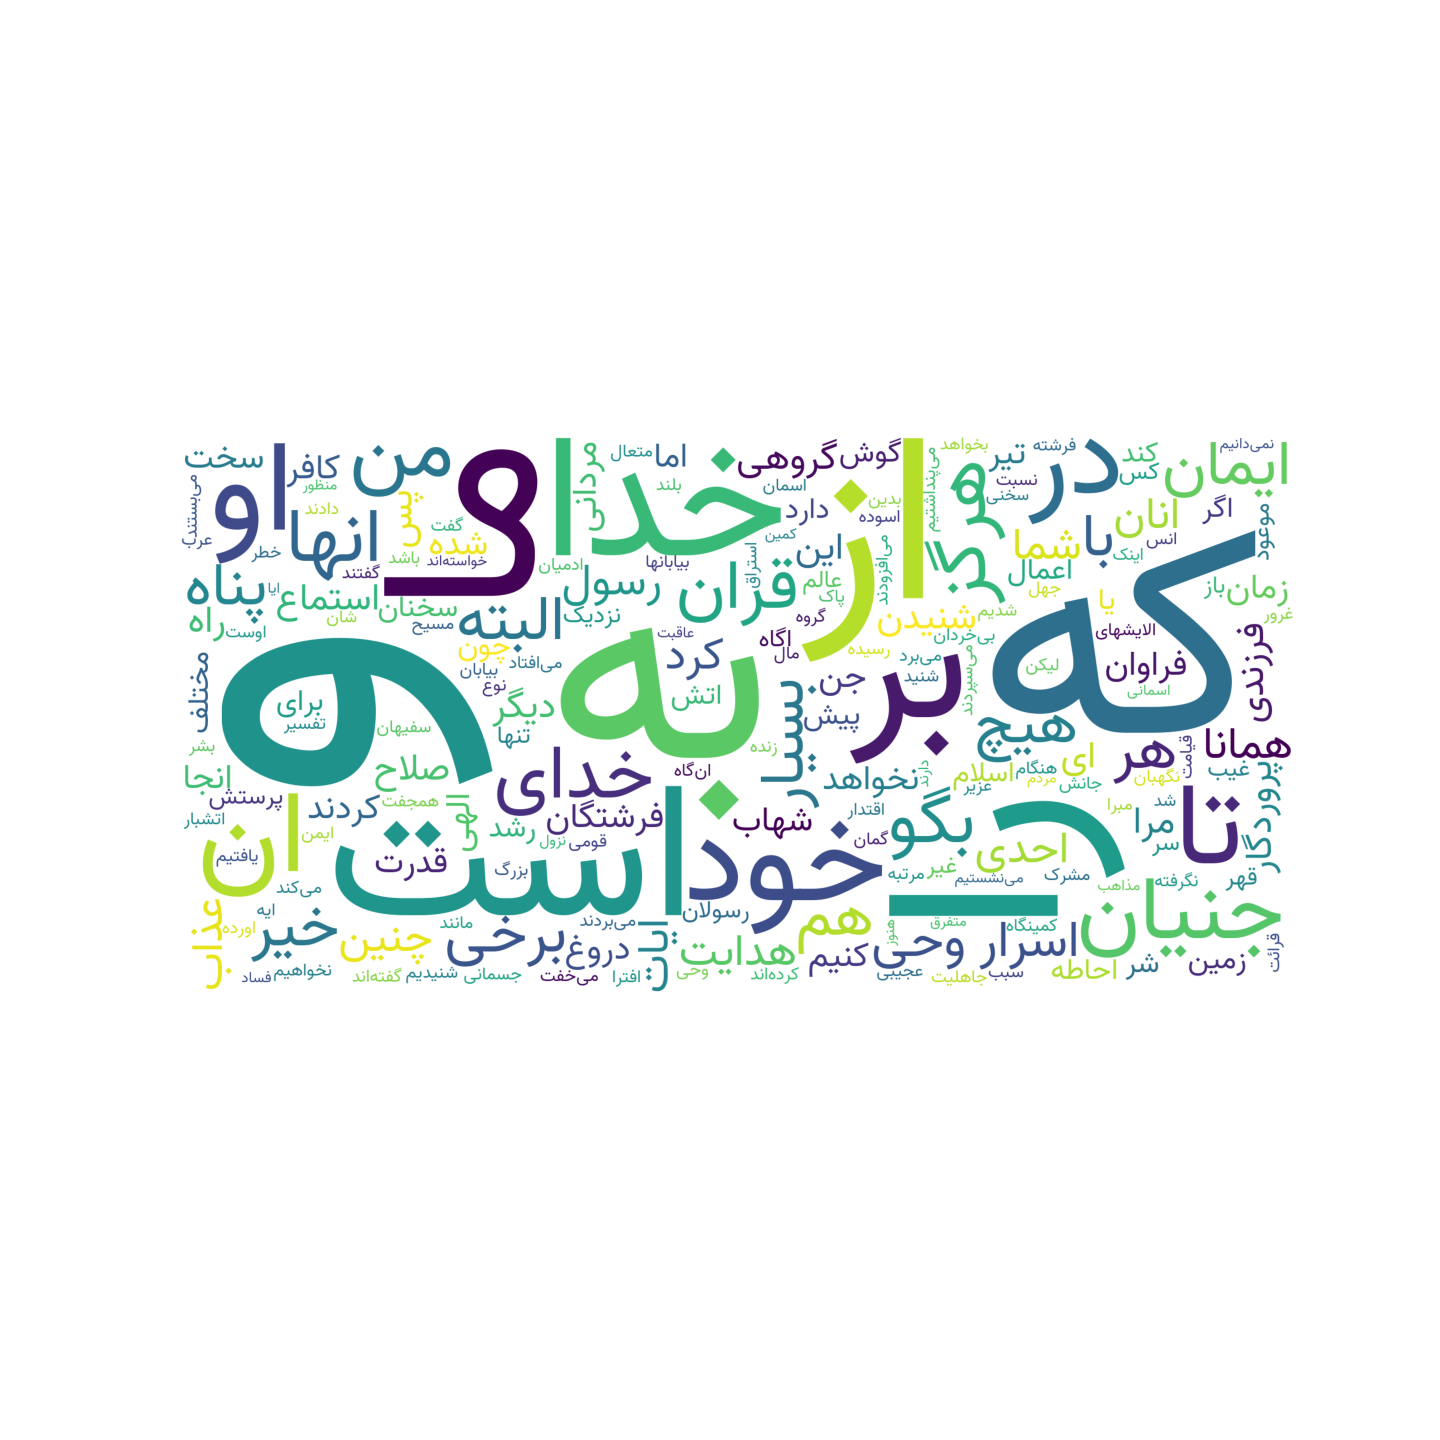 و
که
از
به
خدا
است
خود
بر
را
در
تا
او
ان
جنیان
هرگز
من
انها
ایمان
با
هر
هم
هیچ
بگو
خدای
قران
البته
پناه
رسول
بسیار
برخی
خیر
اسرار وحی
همانا
انان
شما
احدی
هدایت
چنین
عذاب
ایات
پروردگار
فرزندی
فراوان
شنیدن
گروهی
گوش
اما
مردانی
متعال
بلند
سخت
کافر
منظور
دادند
می‌بستند
عرب
خطر
پس
گفت
شده
باشد
خواسته‌اند
گفتند
ادمیان
بیابانها
اسمان
دارد
کمین
این
استراق
عالم
پاک
بدین
اسوده
می‌افزودند
می‌پنداشتیم
بخواهد
فرشته
تیر
نسبت
سخنی
کند
کس
نمی‌دانیم
اگر
انس
اینک
موعود
زمان
باز
غرور
اعمال
جهل
یا
شدیم
الایشهای
اسمانی
لیکن
بی‌خردان
می‌سپردند
می‌برد
شنید
رسیده
گروه
اگاه
مال
عاقبت
کرد
اتش
جن
پیش
نزدیک
سخنان
استماع
ایا
شان
مسیح
راه
اوست
چون
بیابان
می‌افتاد
نوع
دیگر
تنها
مختلف
برای
تفسیر
سفیهان
بشر
انجا
صلاح
زنده
ان‌گاه
نخواهد
ای
هنگام
اسلام
عزیر
دارند
مردم
جانش
نگهبان
قیامت
غیب
پرستش
اتشبار
کردند
همجفت
ایمن
الهی
فرشتگان
رشد
قومی
نزول
شهاب
گمان
اقتدار
مبرا
شد
مرا
سر
یافتیم
قدرت
بزرگ
غیر
مرتبه
می‌نشستیم
مشرک
مذاهب
نگرفته
قهر
می‌کند
ایه
اورده
مانند
می‌بردند
رسولان
هنوز
متفرق
کمینگاه
فساد
نخواهیم
گفته‌اند
جسمانی شنیدیم
می‌خفت
دروغ
افترا
وحی
کرده‌اند
کنیم
عجیبی
جاهلیت
سبب
احاطه
شر
زمین
قرائت